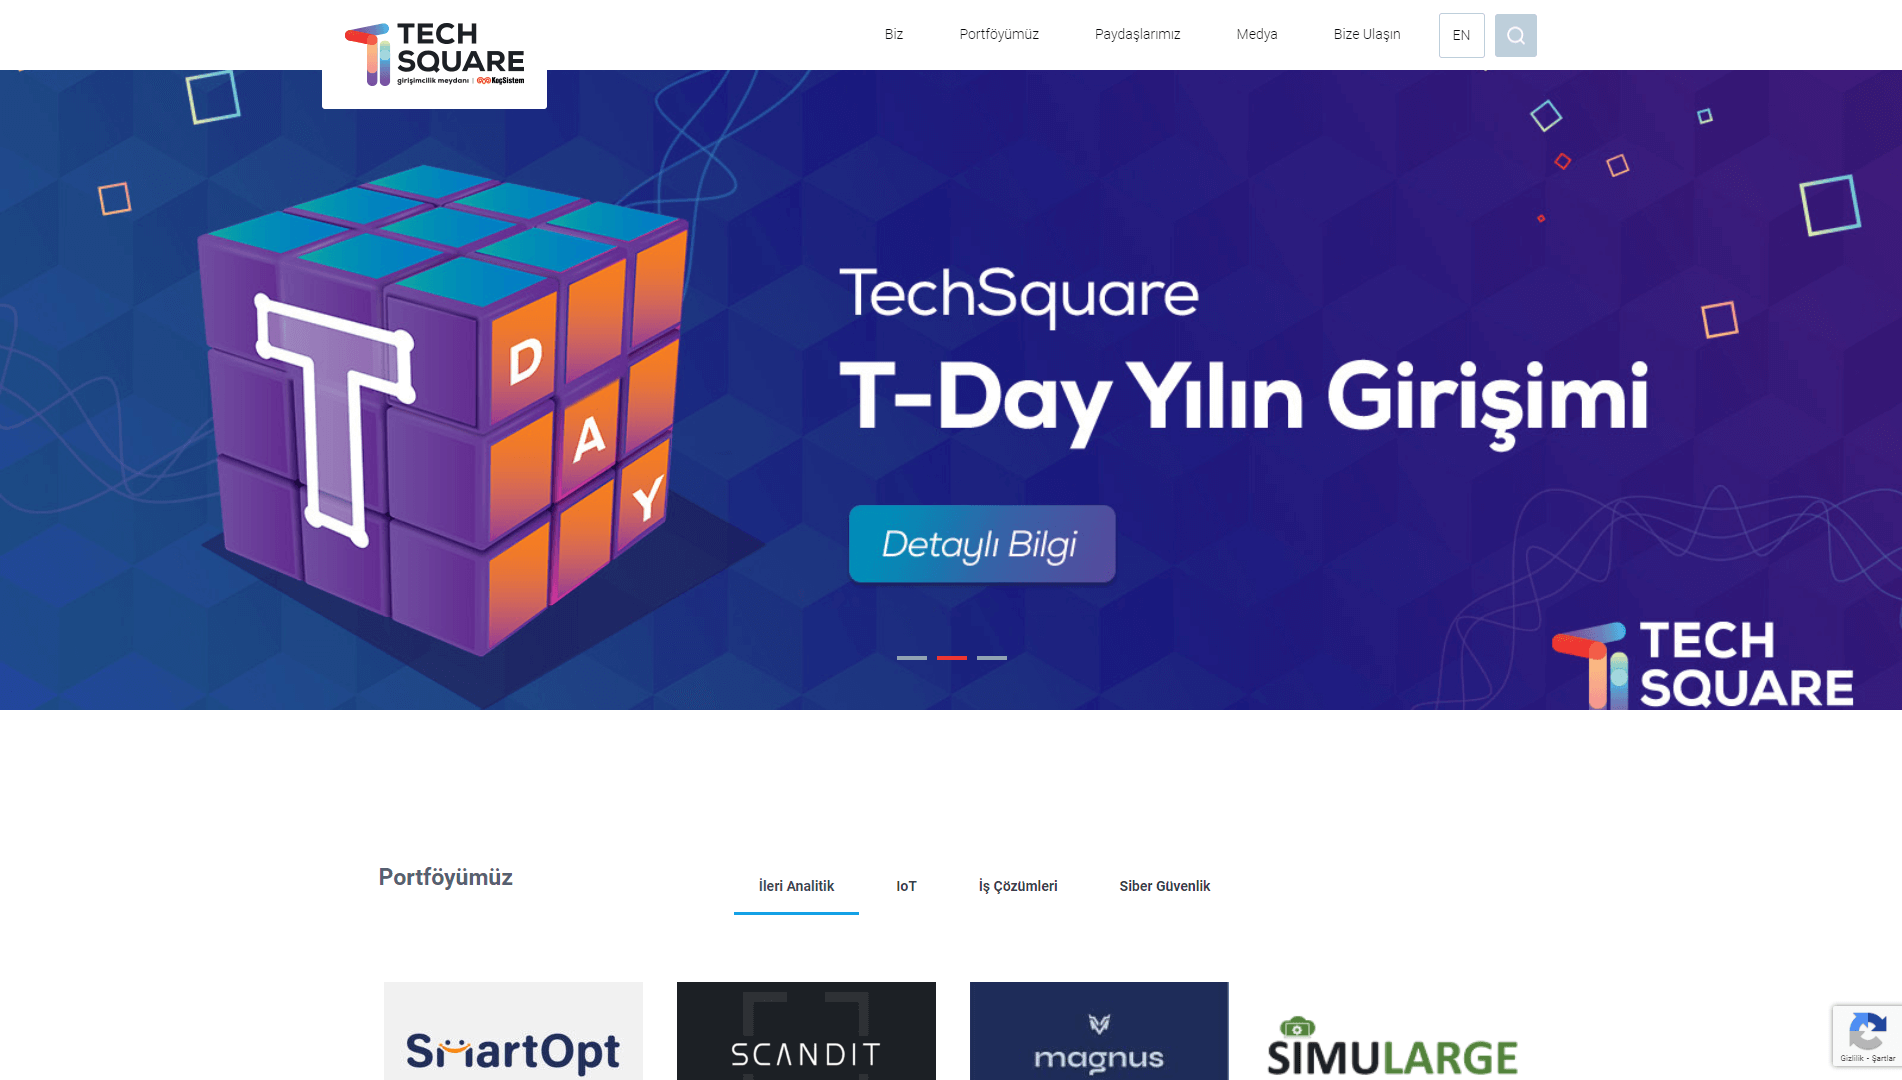 TECH
SQUARE
girişimcilik meydanı | KoçSistem
Biz
Portföyümüz
Paydaşlarımız
Medya
Bize Ulaşın
EN
T
D
A
Y
TechSquare
T-Day Yılın Girişimi
Detaylı Bilgi
TECH
SQUARE
Portföyümüz
İleri Analitik
IoT
İş Çözümleri
Siber Güvenlik
SmartOpt
SCANDIT
magnus
SIMULARGE
Gizlilik - Şartlar